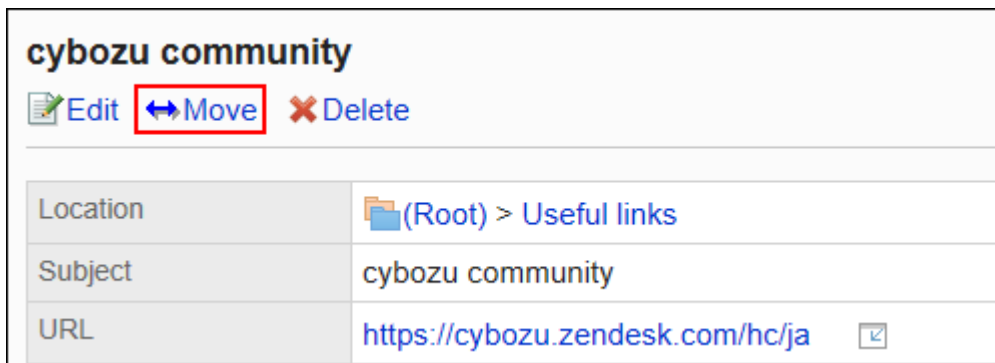 cybozu community
Edit Move Delete
Location (Root) > Useful links
Subject cybozu community
URL https://cybozu.zendesk.com/hc/ja